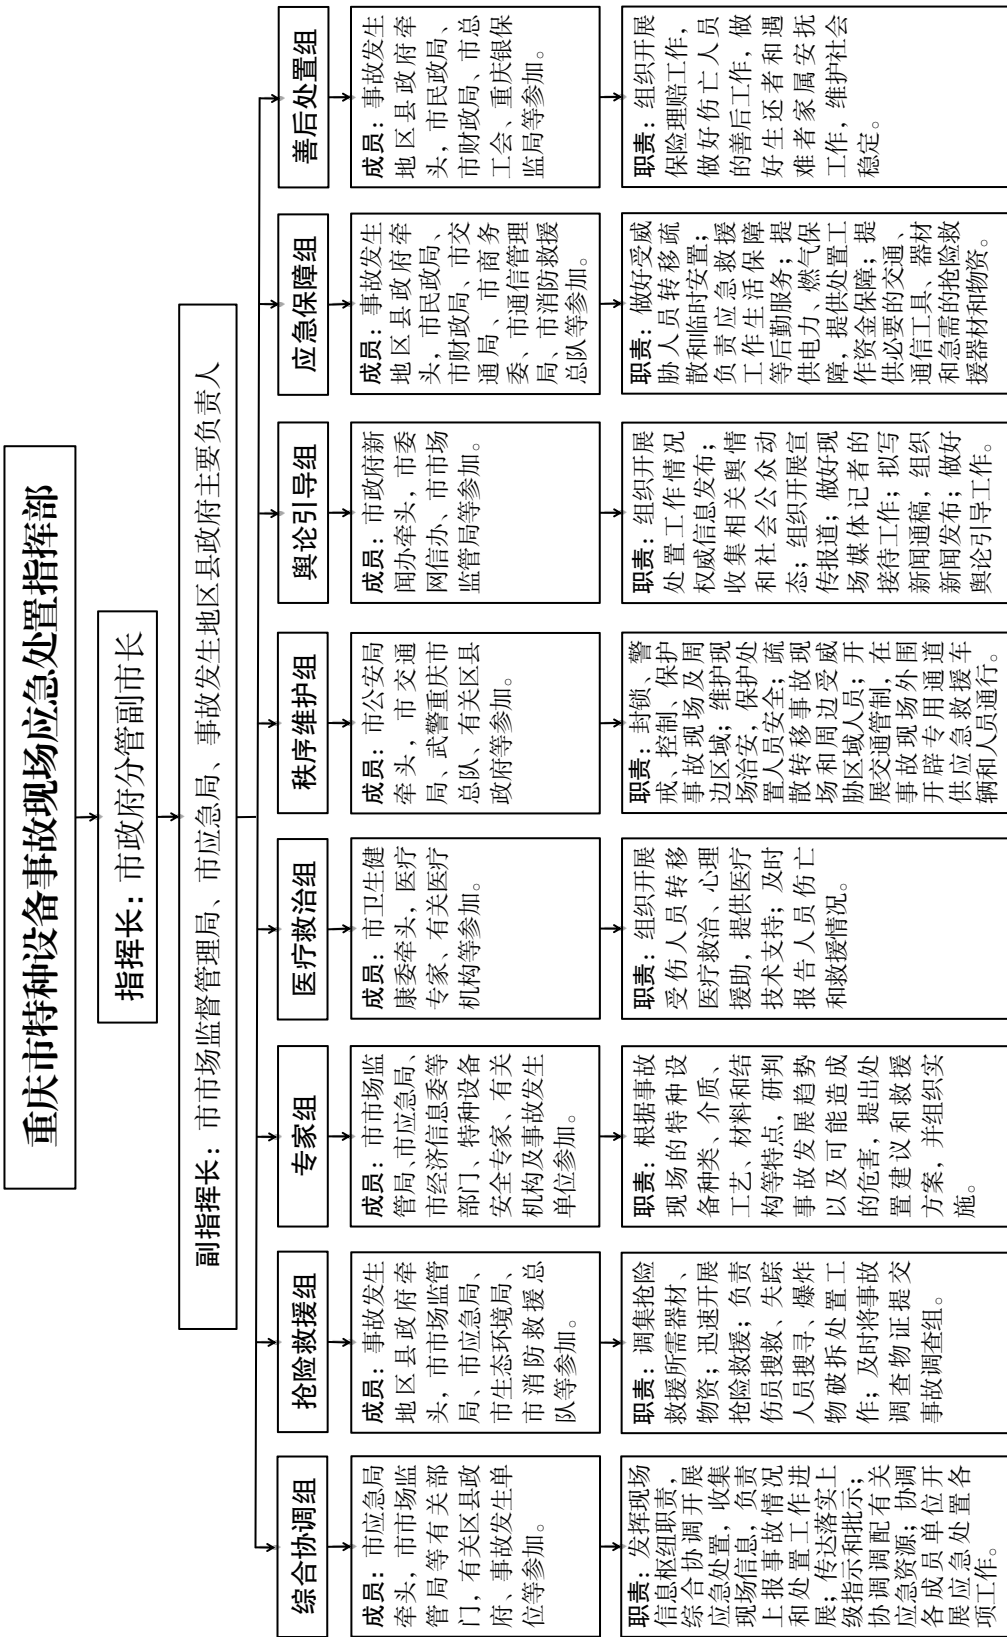 重庆市特种设备事故现场应急处置指挥部
指挥长：市政府分管副市长
副指挥长：市市场监督管理局、市应急局、事故发生地区县政府主要负责人
综合协调组
成员：市应急局
牵头，市市场监
管局等有关部
门，有关区县政
府、事故发生单
位等参加。
职责：发挥现场
信息枢纽职责，
综合协调开展
应急处置，收集
现场信息，负责
上报事故情况
和处置工作进
展；传达落实上
级指示和批示；
协调调配有关
应急资源；协调
各成员单位开
展应急处置各
项工作。
抢险救援组
成员：事故发生
地区县政府牵
头，市市场监管
局、市应急局、
市生态环境局、
市消防救援总
队等参加。
职责：调集抢险
救援所需器材、
物资；迅速开展
抢险救援；负责
伤员搜救、失踪
人员搜寻、爆炸
物破拆处置工
作；及时将事故
调查物证提交
事故调查组。
专家组
成员：市市场监
管局、市应急局、
市经济信息委等
部门、特种设备
安全专家、有关
机构及事故发生
单位参加。
职责：根据事故
现场的特种设
备种类、介质、
工艺、材料和结
构等特点，研判
事故发展趋势
以及可能造成
的危害，提出处
置建议和救援
方案，并组织实
施。
医疗救治组
成员：市卫生健
康委牵头，医疗
专家、有关医疗
机构等参加。
职责：组织开展
受伤人员转移
医疗救治、心理
援助，提供医疗
技术支持；及时
报告人员伤亡
和救援情况。
秩序维护组
成员：市公安局
牵头，市交通
局、武警重庆市
总队、有关区县
政府等参加。
职责：封锁、警
戒、控制、保护
事故现场及周
边区域；维护现
场治安，保护处
置人员安全；疏
散转移事故现
场和周边受威
胁区域人员；开
展交通管制，在
事故现场外围
开辟专用通道
供应急救援车
辆和人员通行。
舆论引导组
成员：市政府新
闻办牵头，市委
网信办、市市场
监管局等参加。
职责：组织开展
处置工作情况
权威信息发布；
收集相关舆情
和社会公众动
态；组织开展宣
传报道；做好现
场媒体记者的
接待工作；拟写
新闻通稿，组织
新闻发布；做好
舆论引导工作。
应急保障组
成员：事故发生
地区县政府牵
头，市民政局、
市财政局、市交
通局、市商务
委、市通信管理
局、市消防救援
总队等参加。
职责：做好受威
胁人员转移疏
散和临时安置；
负责应急救援
工作生活保障
等后勤服务；提
供电力、燃气保
障，提供处置工
作资金保障；提
供必要的交通、
通信工具、器材
和急需的抢险救
援器材和物资。
善后处置组
成员：事故发生
地区县政府牵
头，市民政局、
市财政局、市总
工会、重庆银保
监局等参加。
职责：组织开展
保险理赔工作，
做好伤亡人员
的善后工作，做
好生还者和遇
难者家属安抚
工作，维护社会
稳定。